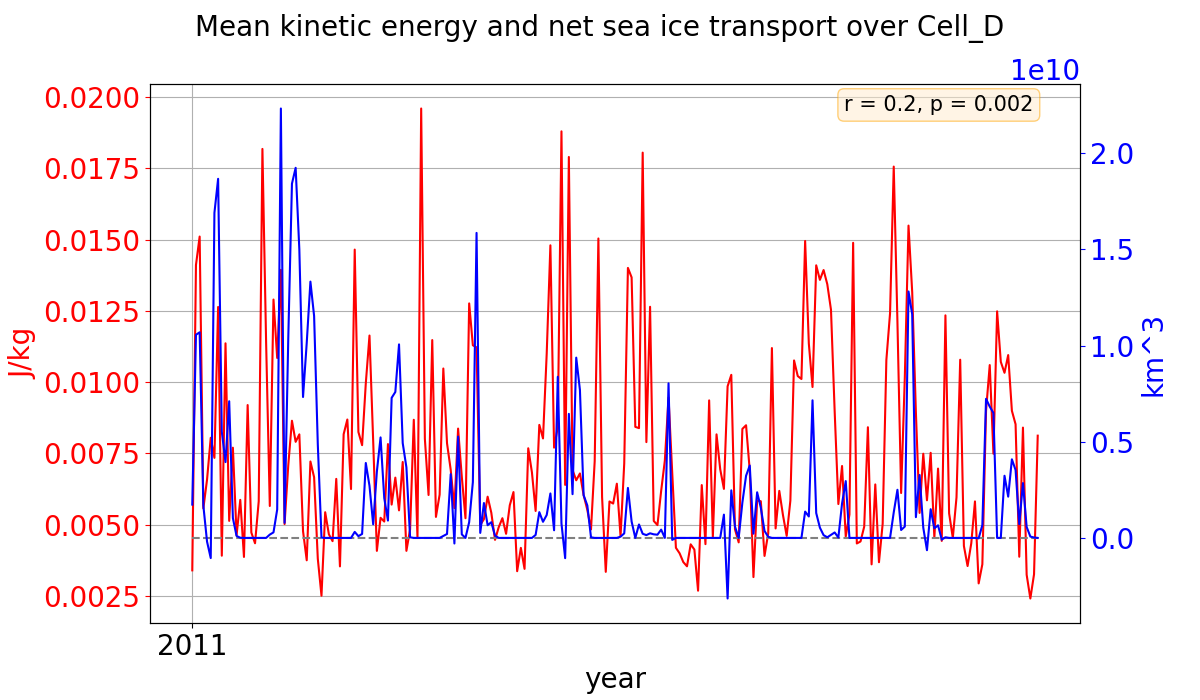 Mean kinetic energy and net sea ice transport over Cell_D
1e10
r = 0.2, p = 0.002
0.0200
0.0175
0.0150
0.0125
0.0100
0.0075
0.0050
0.0025
J/kg
2.0
1.5
1.0
0.5
0.0
km^3
2011
year